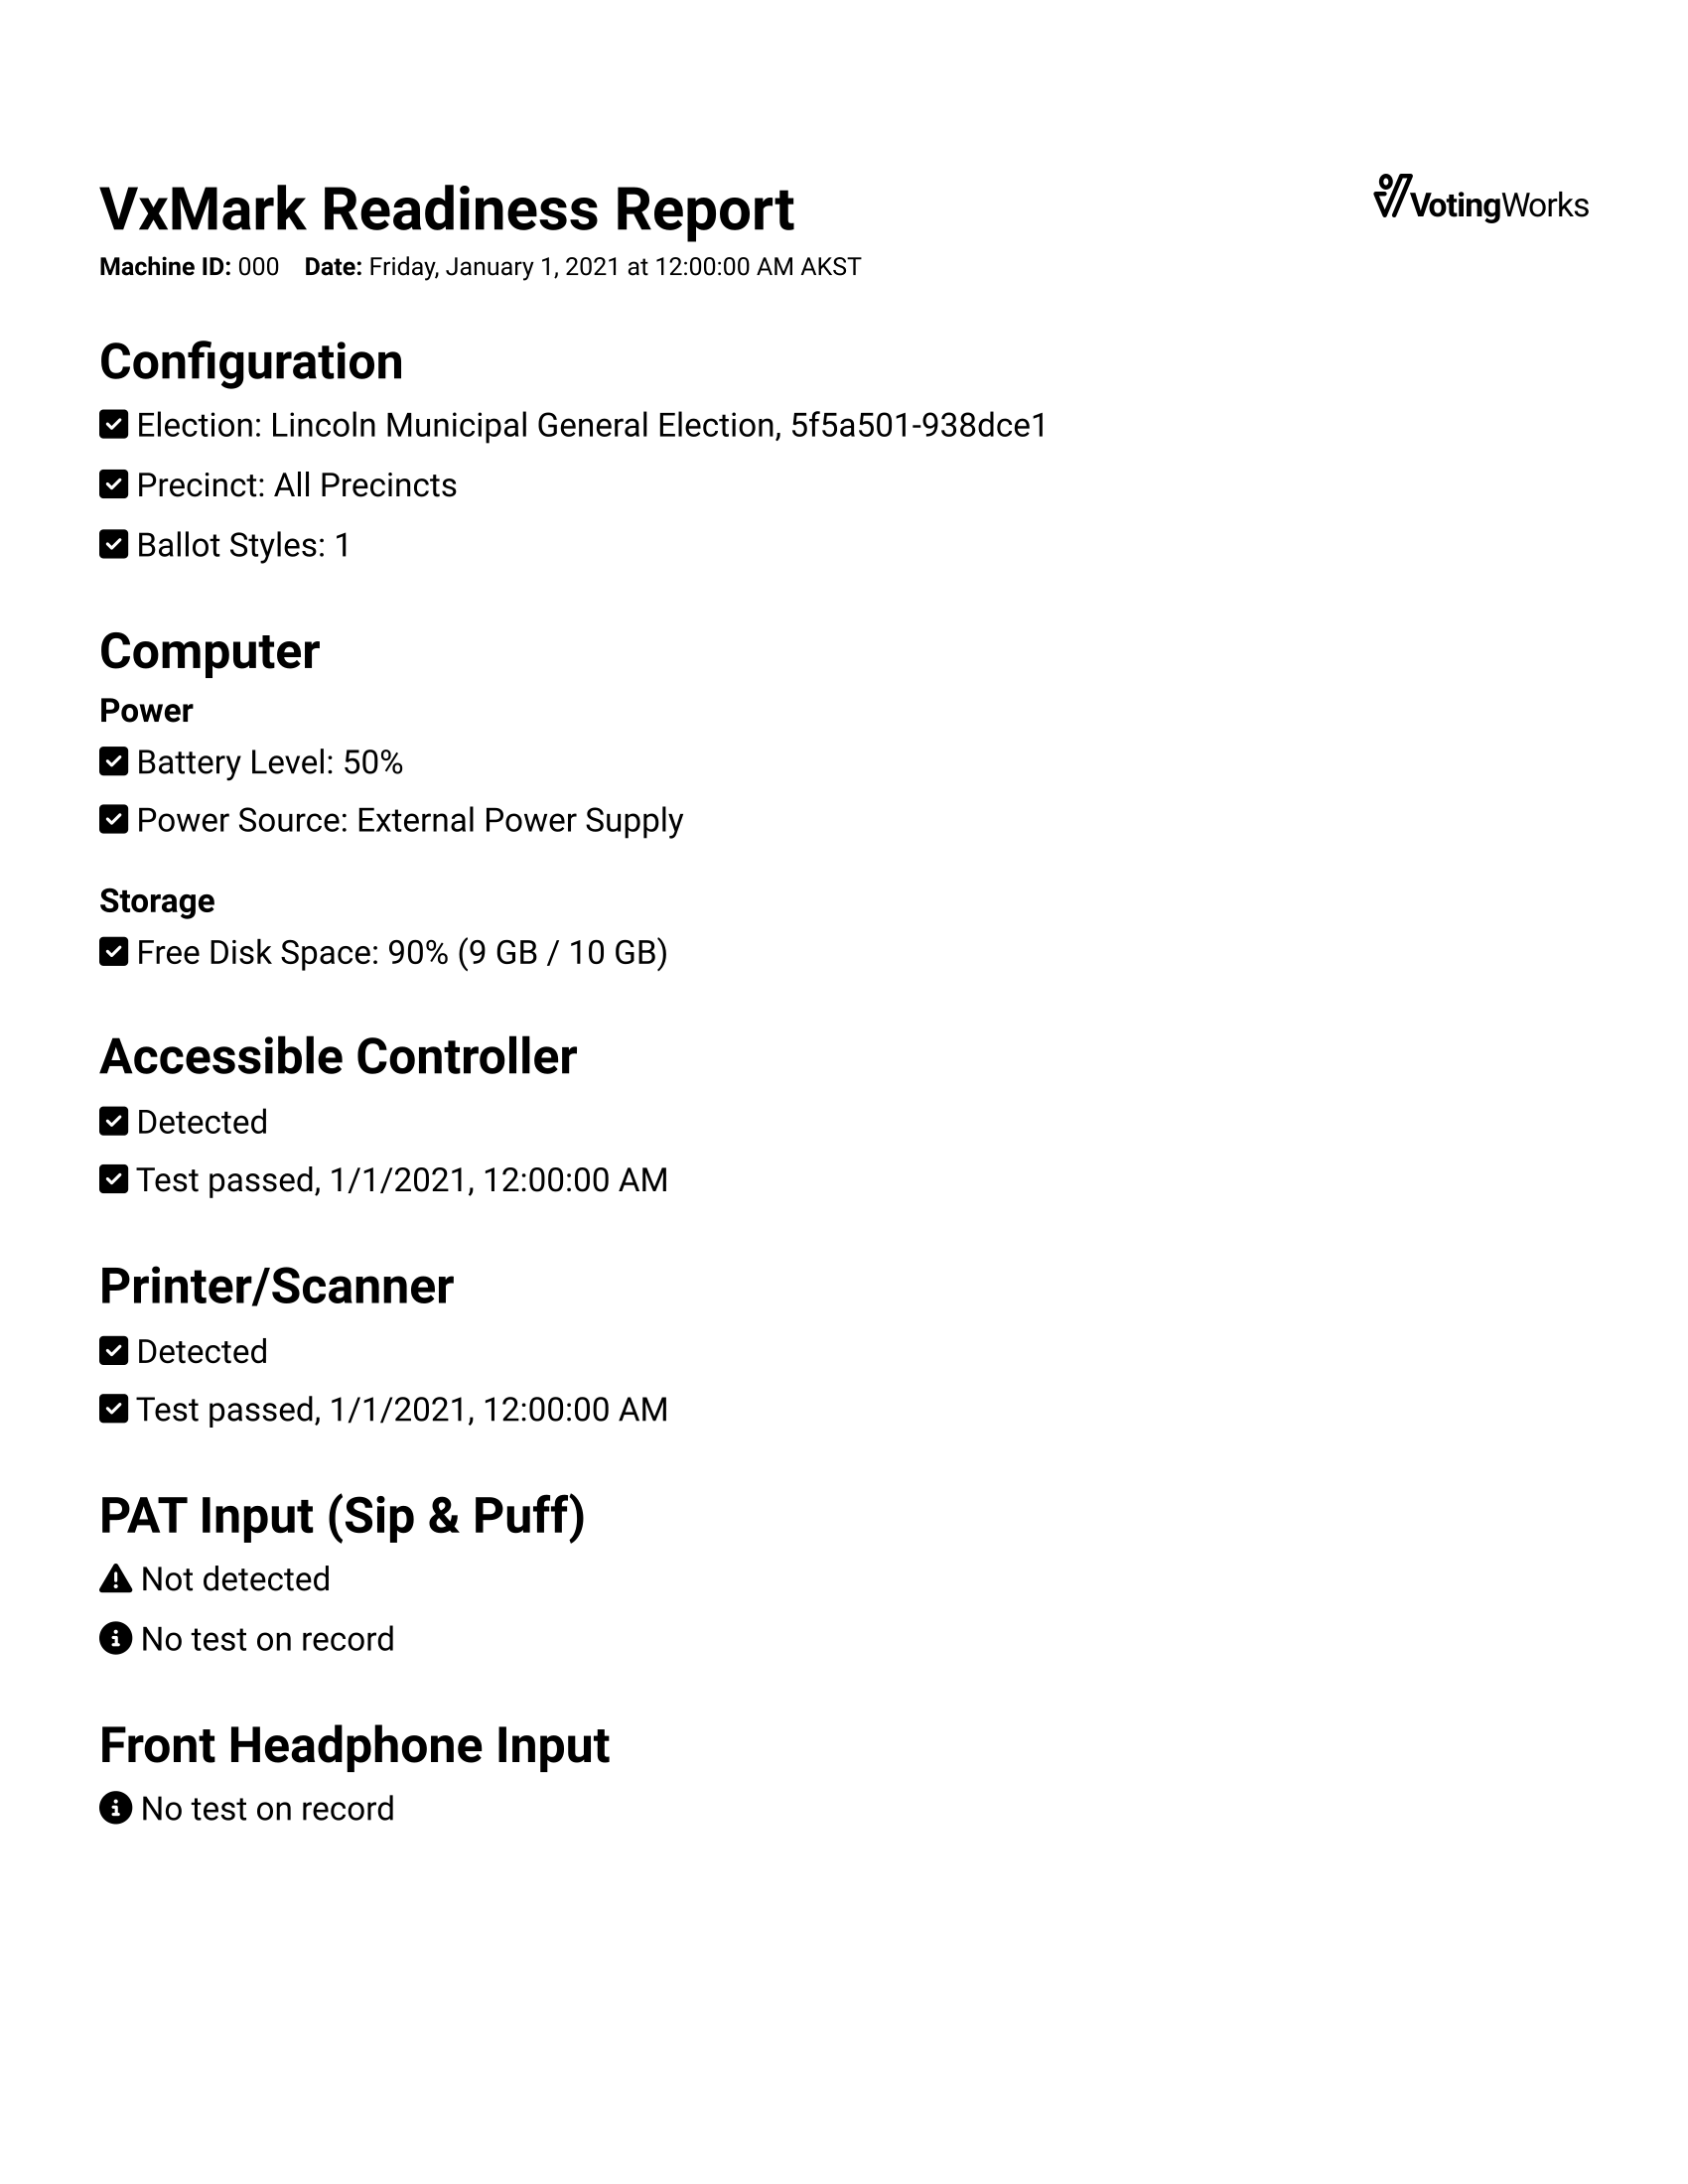 VxMark Readiness Report
VotingWorks
Machine ID: 000 Date: Friday, January 1, 2021 at 12:00:00 AM AKST
Configuration
Election: Lincoln Municipal General Election, 5f5a501-938dce1
Precinct: All Precincts
Ballot Styles: 1
Computer
Power
Battery Level: 50%
Power Source: External Power Supply
Storage
Free Disk Space: 90% (9 GB / 10 GB)
Accessible Controller
Detected
Test passed, 1/1/2021, 12:00:00 AM
Printer/Scanner
Detected
Test passed, 1/1/2021, 12:00:00 AM
PAT Input (Sip & Puff)
Not detected
No test on record
Front Headphone Input
No test on record